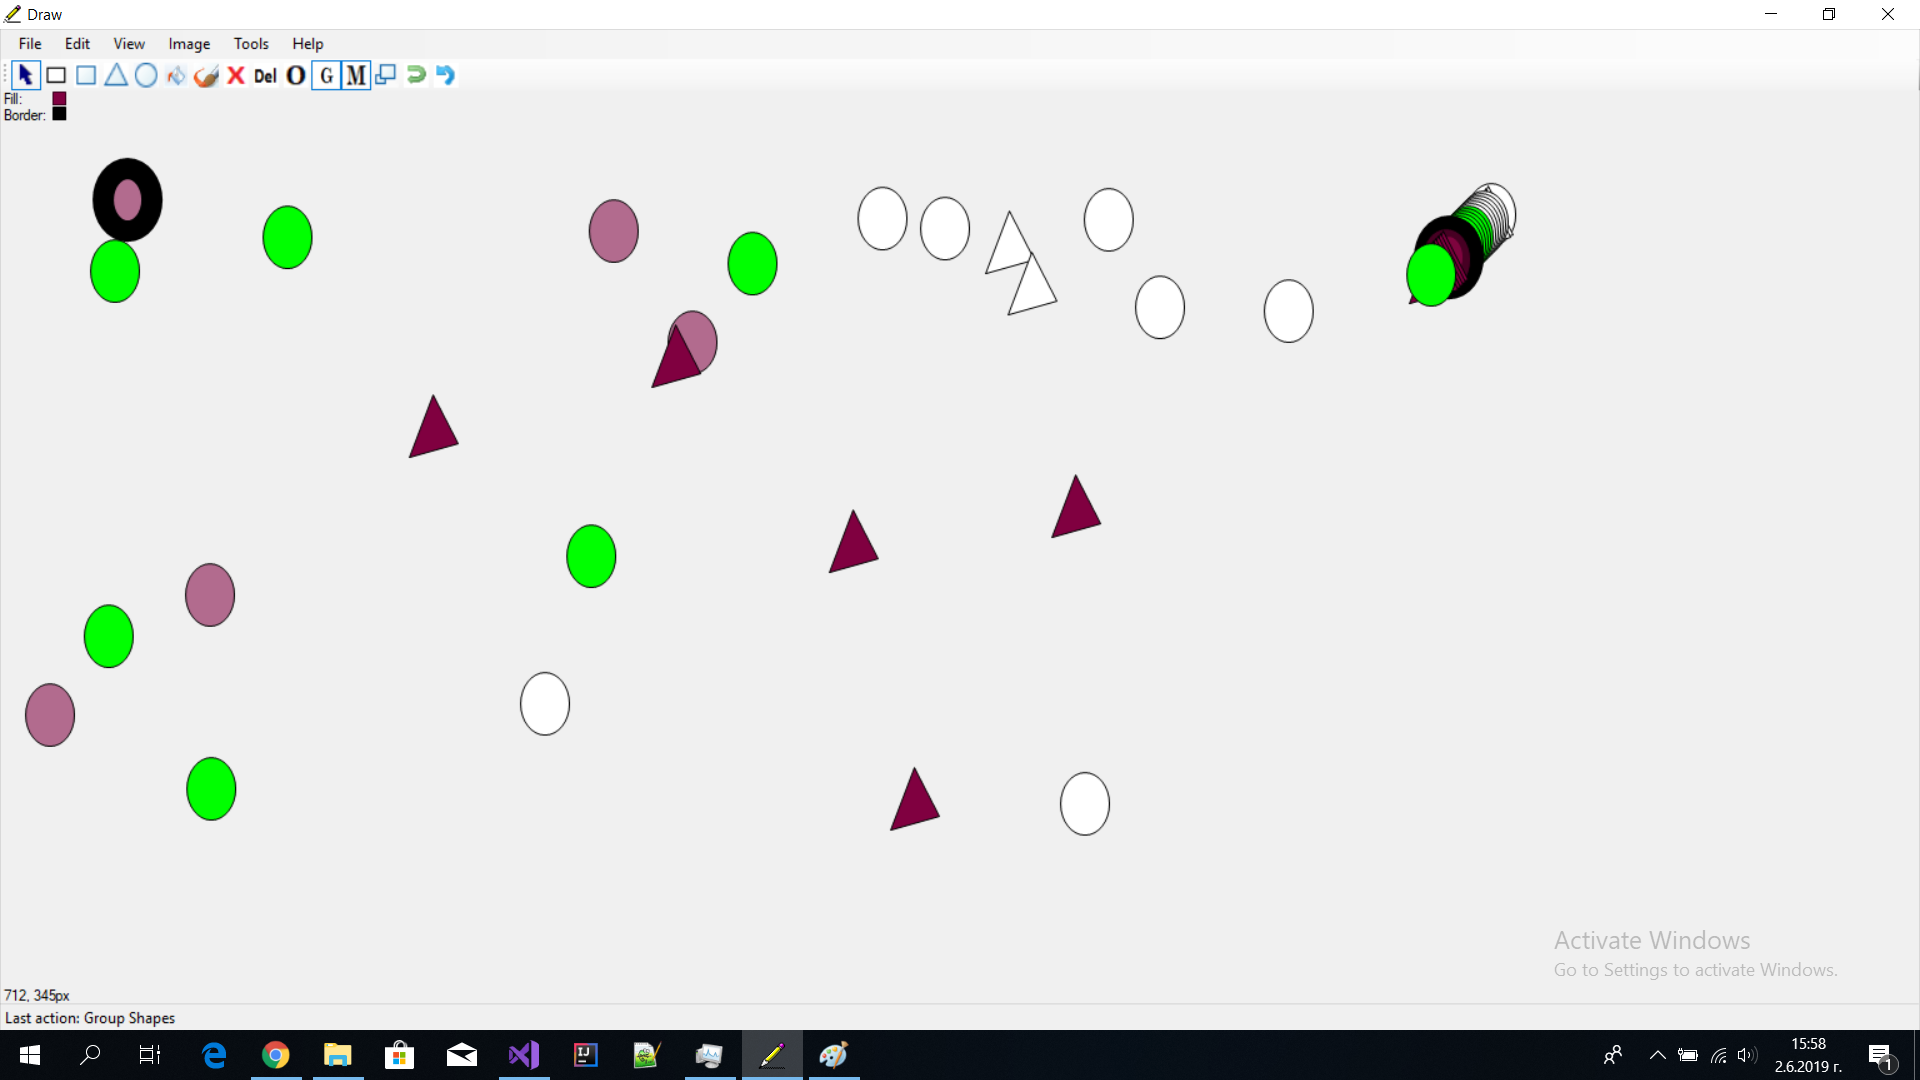 Draw
File Edit View Image Tools Help
Del O G M
Fill:
Border:
Activate Windows
Go to Settings to activate Windows.
712, 345px
Last action: Group Shapes
15:58
2.6.2019 г.
1